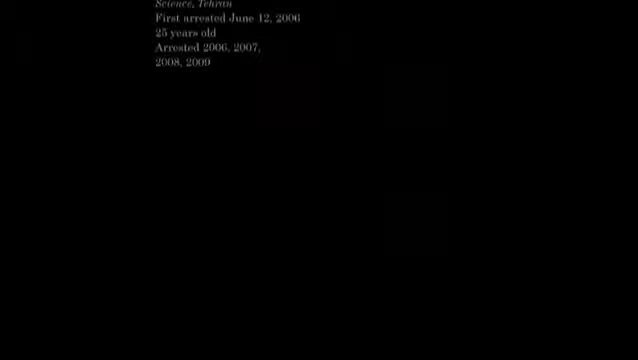 Science, Tehran
First arrested June 12, 2006
25 years old
Arrested 2006, 2007,
2008, 2009